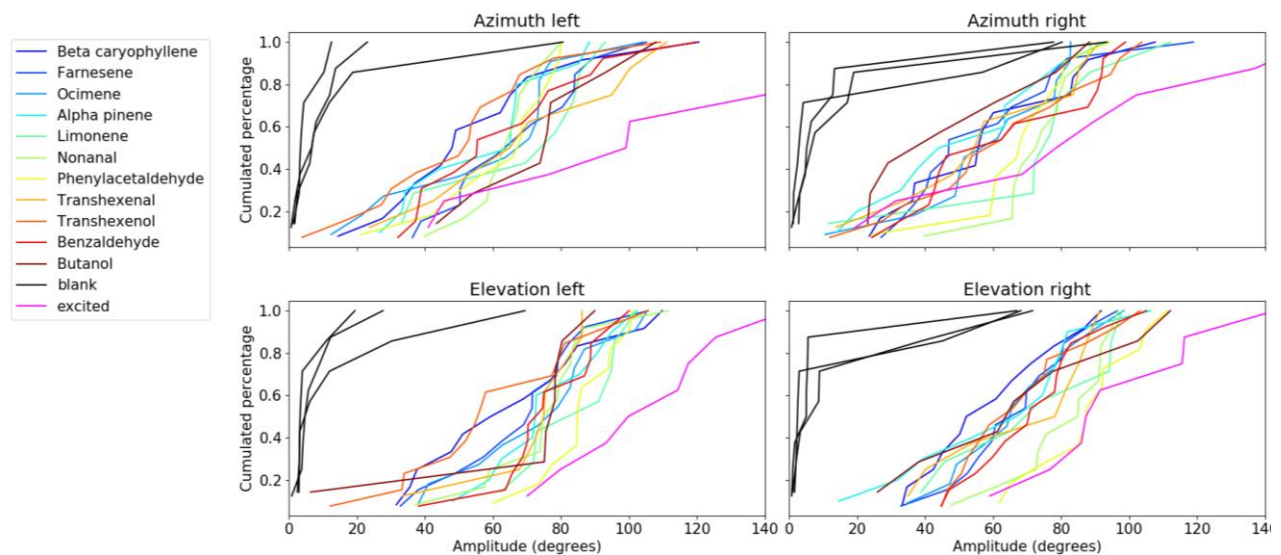 Azimuth left
Azimuth right
Beta caryophyllene
Farnesene
Ocimene
Alpha pinene
Limonene
Nonanal
Phenylacetaldehyde
Transhexenal
Transhexenol
Benzaldehyde
Butanol
blank
excited
Cumulated percentage
1.0
0.8
0.6
0.4
0.2
Elevation left
Elevation right
Cumulated percentage
1.0
0.8
0.6
0.4
0.2
0 20 40 60 80 100 120 140
0 20 40 60 80 100 120 140
Amplitude (degrees)
Amplitude (degrees)